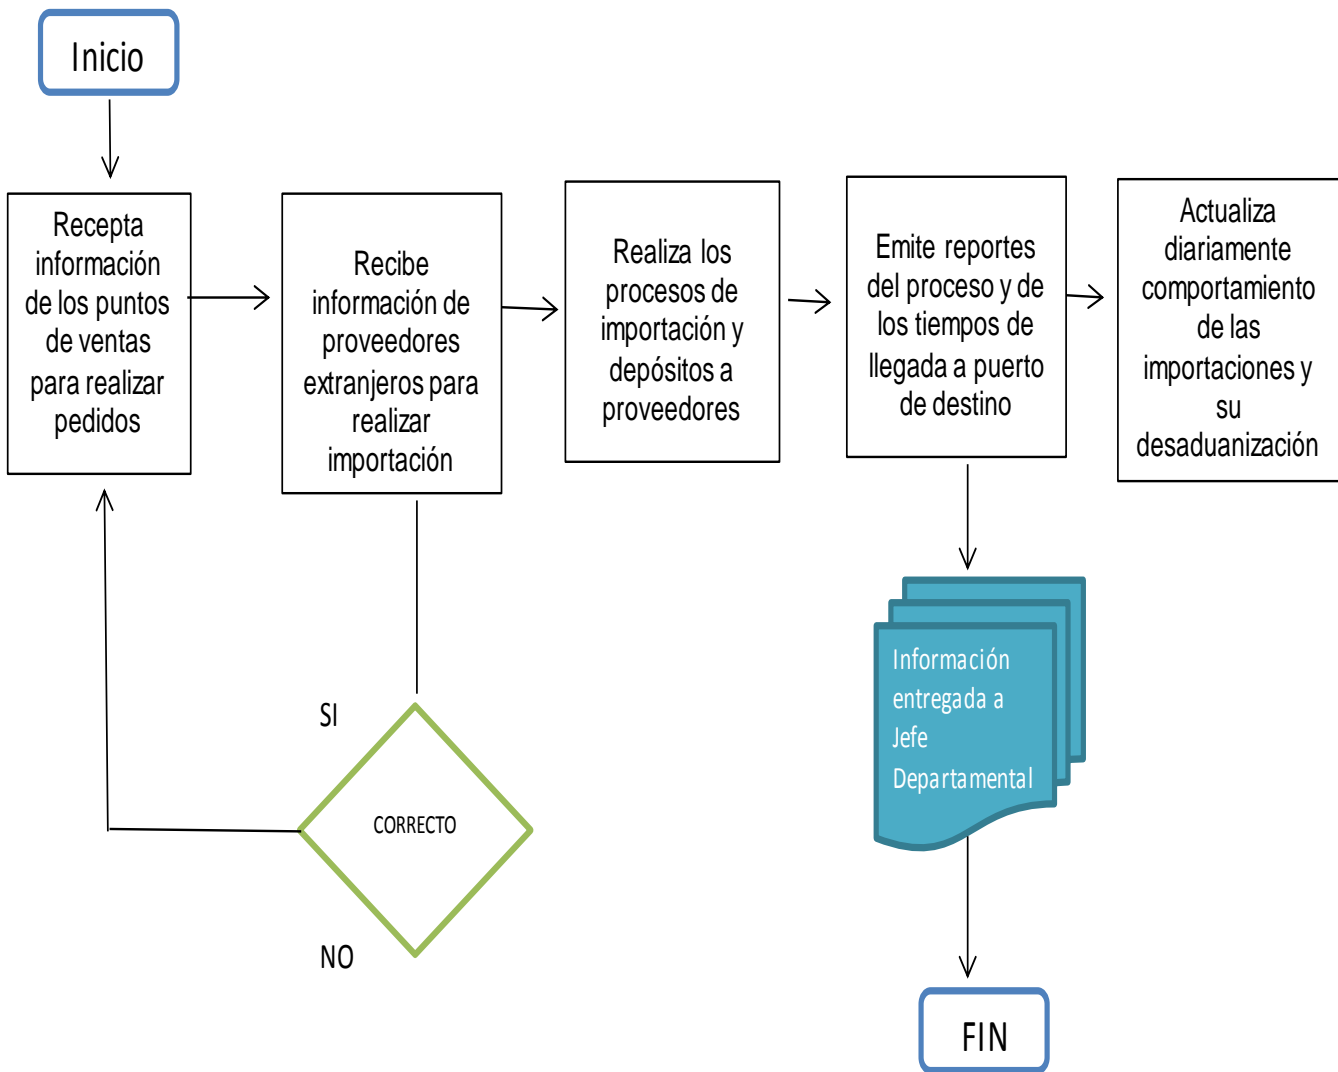 Inicio
Recepta
información
de los puntos
de ventas
para realizar
pedidos
Recibe
información de
proveedores
extranjeros para
realizar
importación
Realiza los
procesos de
importación y
depósitos a
proveedores
Emite reportes
del proceso y de
los tiempos de
llegada a puerto
de destino
Actualiza
diariamente
comportamiento
de las
importaciones y
su
desaduanización
SI
CORRECTO
NO
Información
entregada a
Jefe
Departamental
FIN